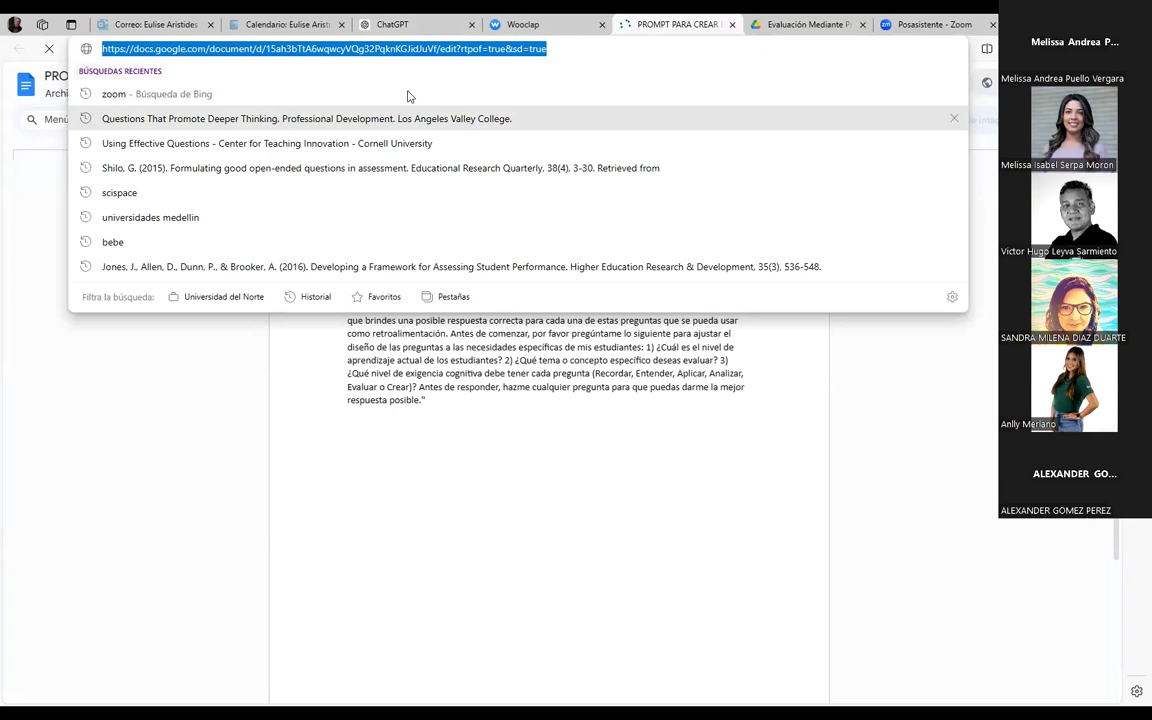 Correo: Eulise Aristides
Calendario: Eulise Arist
ChatGPT
Wooclap
PROMPT PARA CREAR
Evaluación Mediante P
Posasistente - Zoom
https://docs.google.com/document/d/15ah3bTtA6wqwcyVQg32PqknKGJidJuVf/edit?rtpof=true&sd=true
BÚSQUEDAS RECIENTES
PRO
Archi
Menú
zoom - Búsqueda de Bing
Questions That Promote Deeper Thinking. Professional Development. Los Angeles Valley College.
Using Effective Questions - Center for Teaching Innovation - Cornell University
Shilo, G. (2015). Formulating good open-ended questions in assessment. Educational Research Quarterly, 38(4), 3-30. Retrieved from
scispace
universidades medellin
bebe
Jones, J., Allen, D., Dunn, P., & Brooker, A. (2016). Developing a Framework for Assessing Student Performance. Higher Education Research & Development, 35(3), 536-548.
Filtra la búsqueda: Universidad del Norte Historial Favoritos Pestañas
que brindes una posible respuesta correcta para cada una de estas preguntas que se pueda usar
como retroalimentación. Antes de comenzar, por favor pregúntame lo siguiente para ajustar el
diseño de las preguntas a las necesidades específicas de mis estudiantes: 1) ¿Cuál es el nivel de
aprendizaje actual de los estudiantes? 2) ¿Qué tema o concepto específico deseas evaluar? 3)
¿Qué nivel de exigencia cognitiva debe tener cada pregunta (Recordar, Entender, Aplicar, Analizar,
Evaluar o Crear)? Antes de responder, hazme cualquier pregunta para que puedas darme la mejor
respuesta posible."
Melissa Andrea P...
Melissa Andrea Puello Vergara
Melissa Isabel Serpa Moron
Victor Hugo Leyva Sarmiento
SANDRA MILENA DIAZ DUARTE
Anlly Merlano
ALEXANDER GO...
ALEXANDER GOMEZ PEREZ